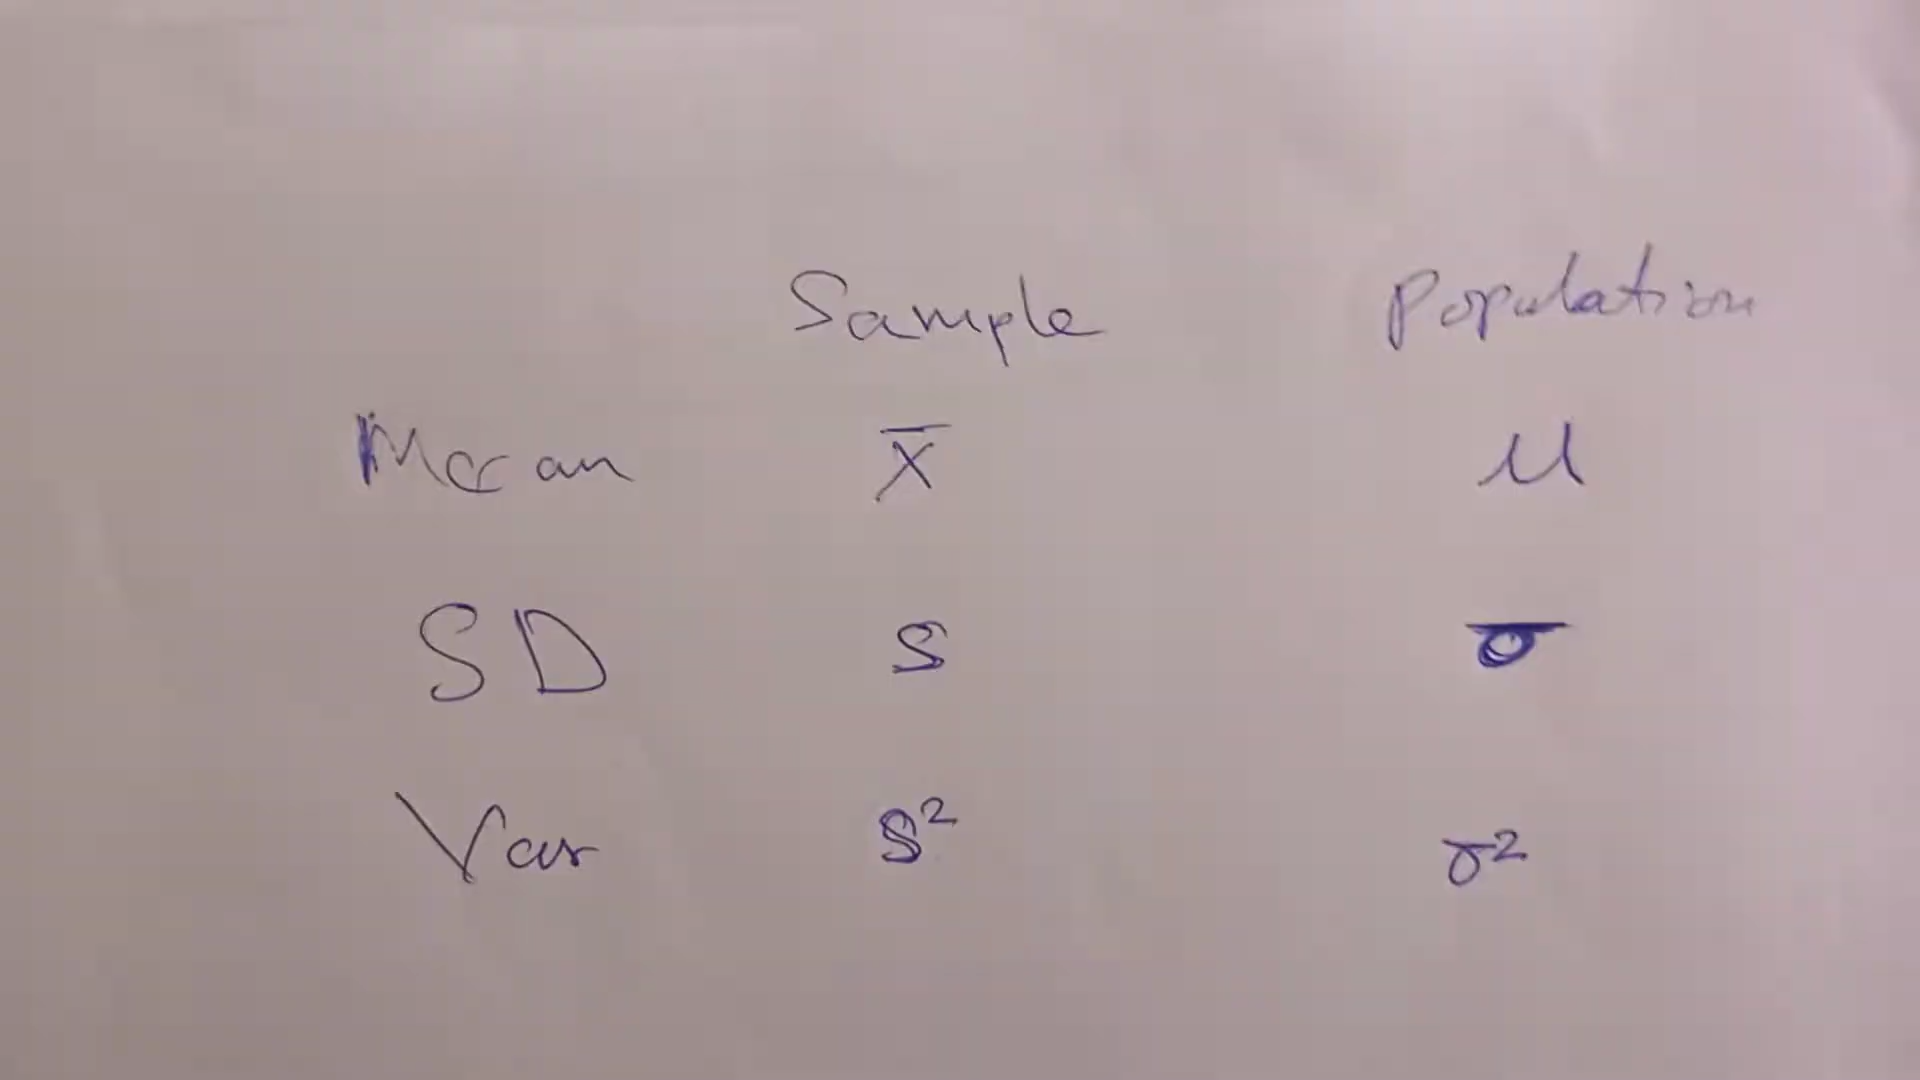 Sample Population
Mean x̄ μ
SD s σ
Var s² σ²